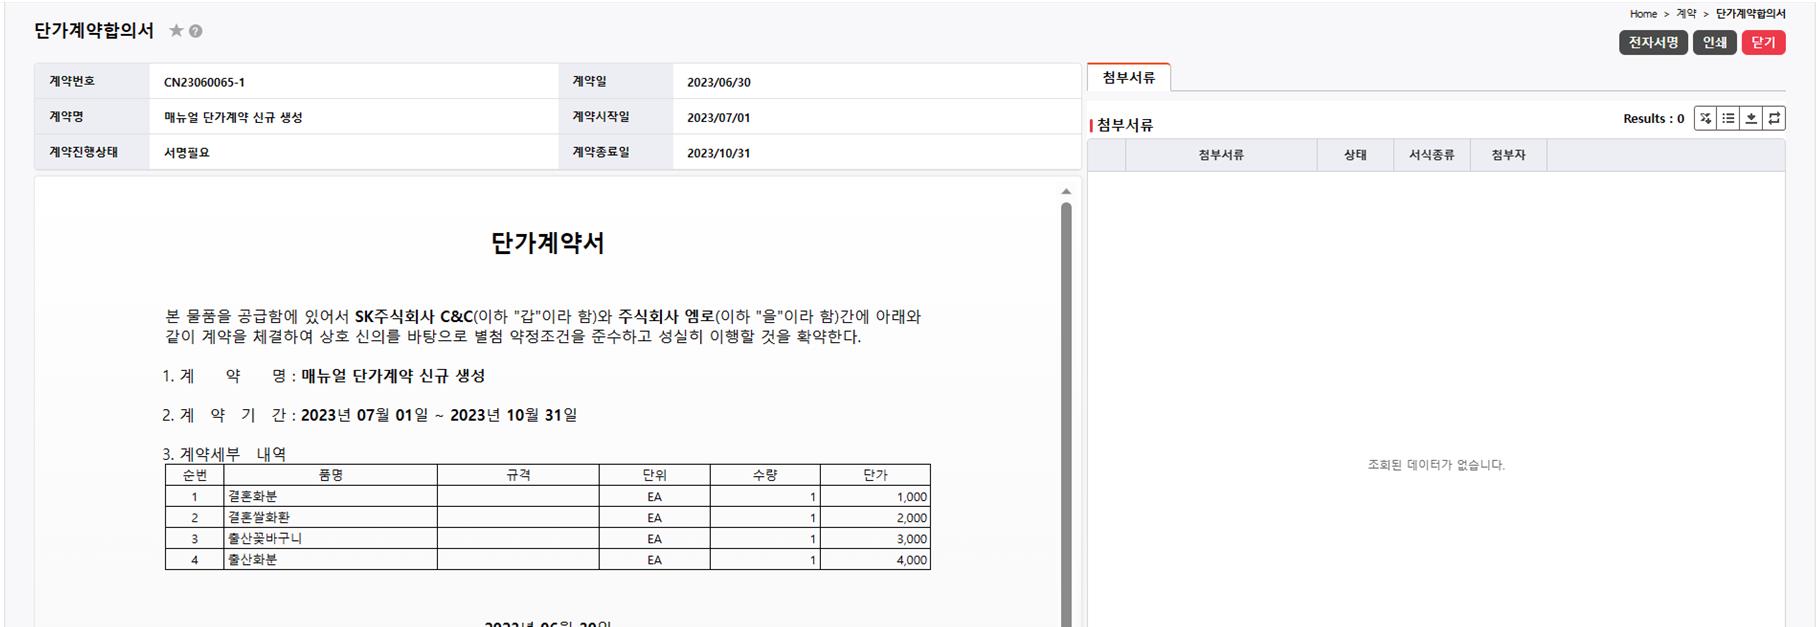 Home > 계약 > 단가계약합의서
단가계약합의서
전자서명 인쇄 닫기
계약번호 CN23060065-1 계약일 2023/06/30
계약명 매뉴얼 단가계약 신규 생성 계약시작일 2023/07/01
계약진행상태 서명필요 계약종료일 2023/10/31
단가계약서
본 물품을 공급함에 있어서 SK주식회사 C&C(이하 "갑"이라 함)와 주식회사 엠로(이하 "을"이라 함)간에 아래와
같이 계약을 체결하여 상호 신의를 바탕으로 별첨 약정조건을 준수하고 성실히 이행할 것을 확약한다.
1. 계 약 명 : 매뉴얼 단가계약 신규 생성
2. 계 약 기 간 : 2023년 07월 01일 ~ 2023년 10월 31일
3. 계약세부 내역
순번 품명 규격 단위 수량 단가
1 결혼화분 EA 1 1,000
2 결혼쌀화환 EA 1 2,000
3 출산꽃바구니 EA 1 3,000
4 출산화분 EA 1 4,000
2023년 06월 30일
첨부서류
첨부서류
Results : 0
첨부서류 상태 서식종류 첨부자
조회된 데이터가 없습니다.